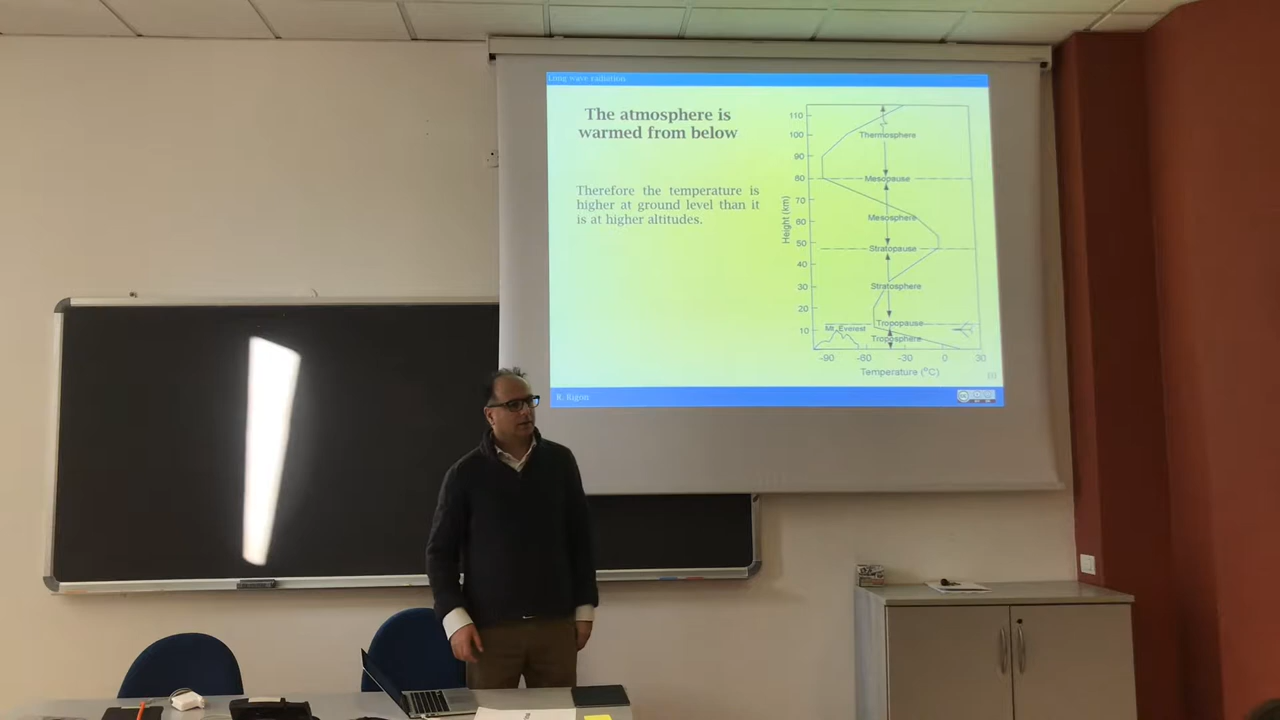 Long wave radiation
The atmosphere is
warmed from below
Therefore the temperature is
higher at ground level than it
is at higher altitudes.
110
100
90
80
70
60
50
40
30
20
10
Height (km)
Thermosphere
Mesopause
Mesosphere
Stratopause
Stratosphere
Tropopause
Mt. Everest
Troposphere
-90 -60 -30 0 30
Temperature (°C)
R. Rigon